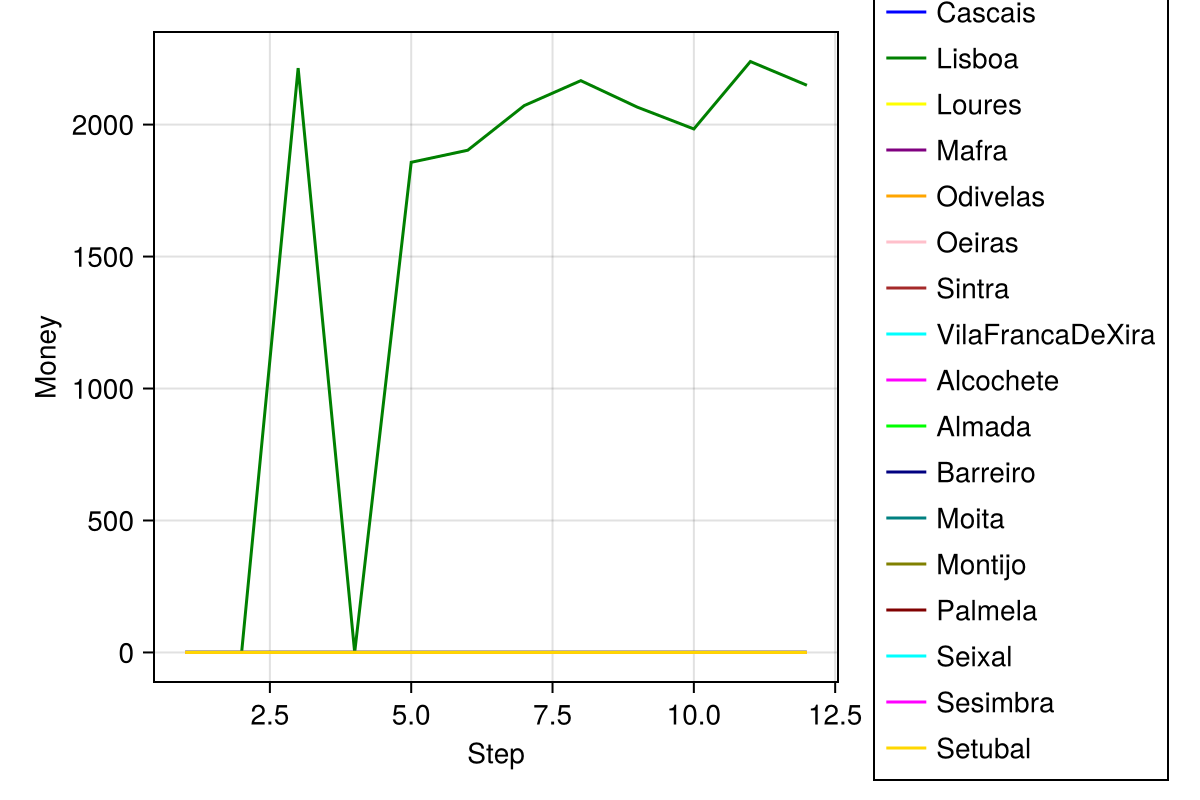 2000
1500
1000
500
0
Money
2.5 5.0 7.5 10.0 12.5
Step
Cascais
Lisboa
Loures
Mafra
Odivelas
Oeiras
Sintra
VilaFrancaDeXira
Alcochete
Almada
Barreiro
Moita
Montijo
Palmela
Seixal
Sesimbra
Setubal